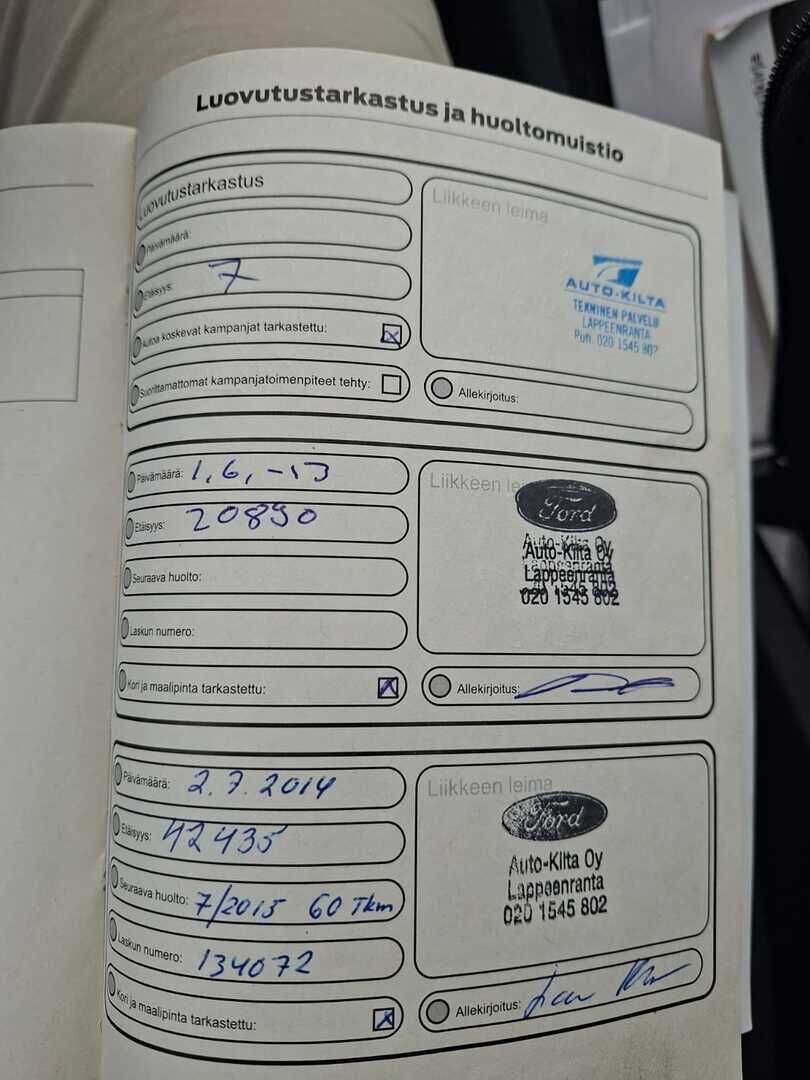 Luovutustarkastus ja huoltomuistio
Luovutustarkastus
Päivämäärä:
Etäisyys: 7
Autoa koskevat kampanjat tarkastettu:
Suorittamattomat kampanjatoimenpiteet tehty:
Liikkeen leima
AUTO-KILTA
TEKNINEN PALVELU
LAPPEENRANTA
Puh. 020 1545 802
Allekirjoitus:
Päivämäärä: 1,6,-13
Etäisyys: 20890
Seuraava huolto:
Laskun numero:
Kori ja maalipinta tarkastettu:
Liikkeen leima
Ford
Auto-Kilta Oy
Lappeenranta
020 1545 802
Allekirjoitus:
Päivämäärä: 2.7.2014
Etäisyys: 42435
Seuraava huolto: 7/2015 60 Tkm
Laskun numero: 134072
Kori ja maalipinta tarkastettu:
Liikkeen leima
Ford
Auto-Kilta Oy
Lappeenranta
020 1545 802
Allekirjoitus: